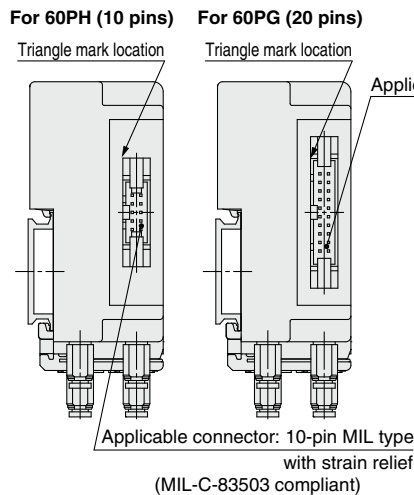 For 60PH (10 pins)
For 60PG (20 pins)
Triangle mark location
Triangle mark location
Applicable connector: 10-pin MIL type
with strain relief
(MIL-C-83503 compliant)